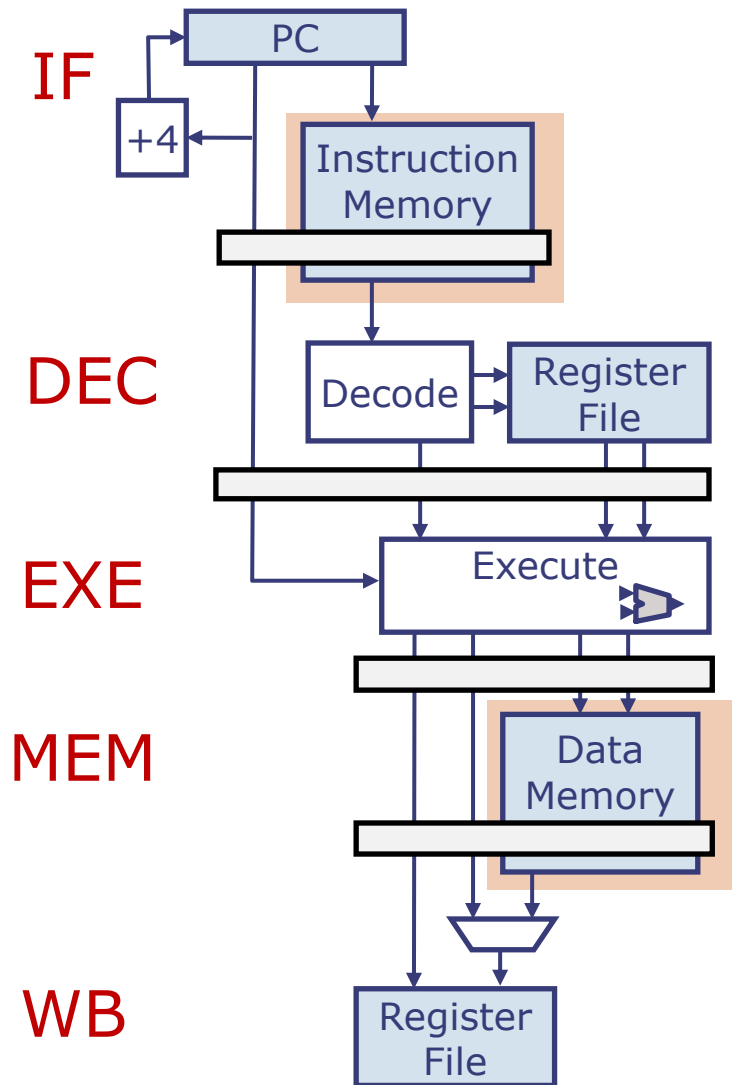 PC
IF
+4
Instruction
Memory
DEC
Decode
Register
File
EXE
Execute
MEM
Data
Memory
WB
Register
File